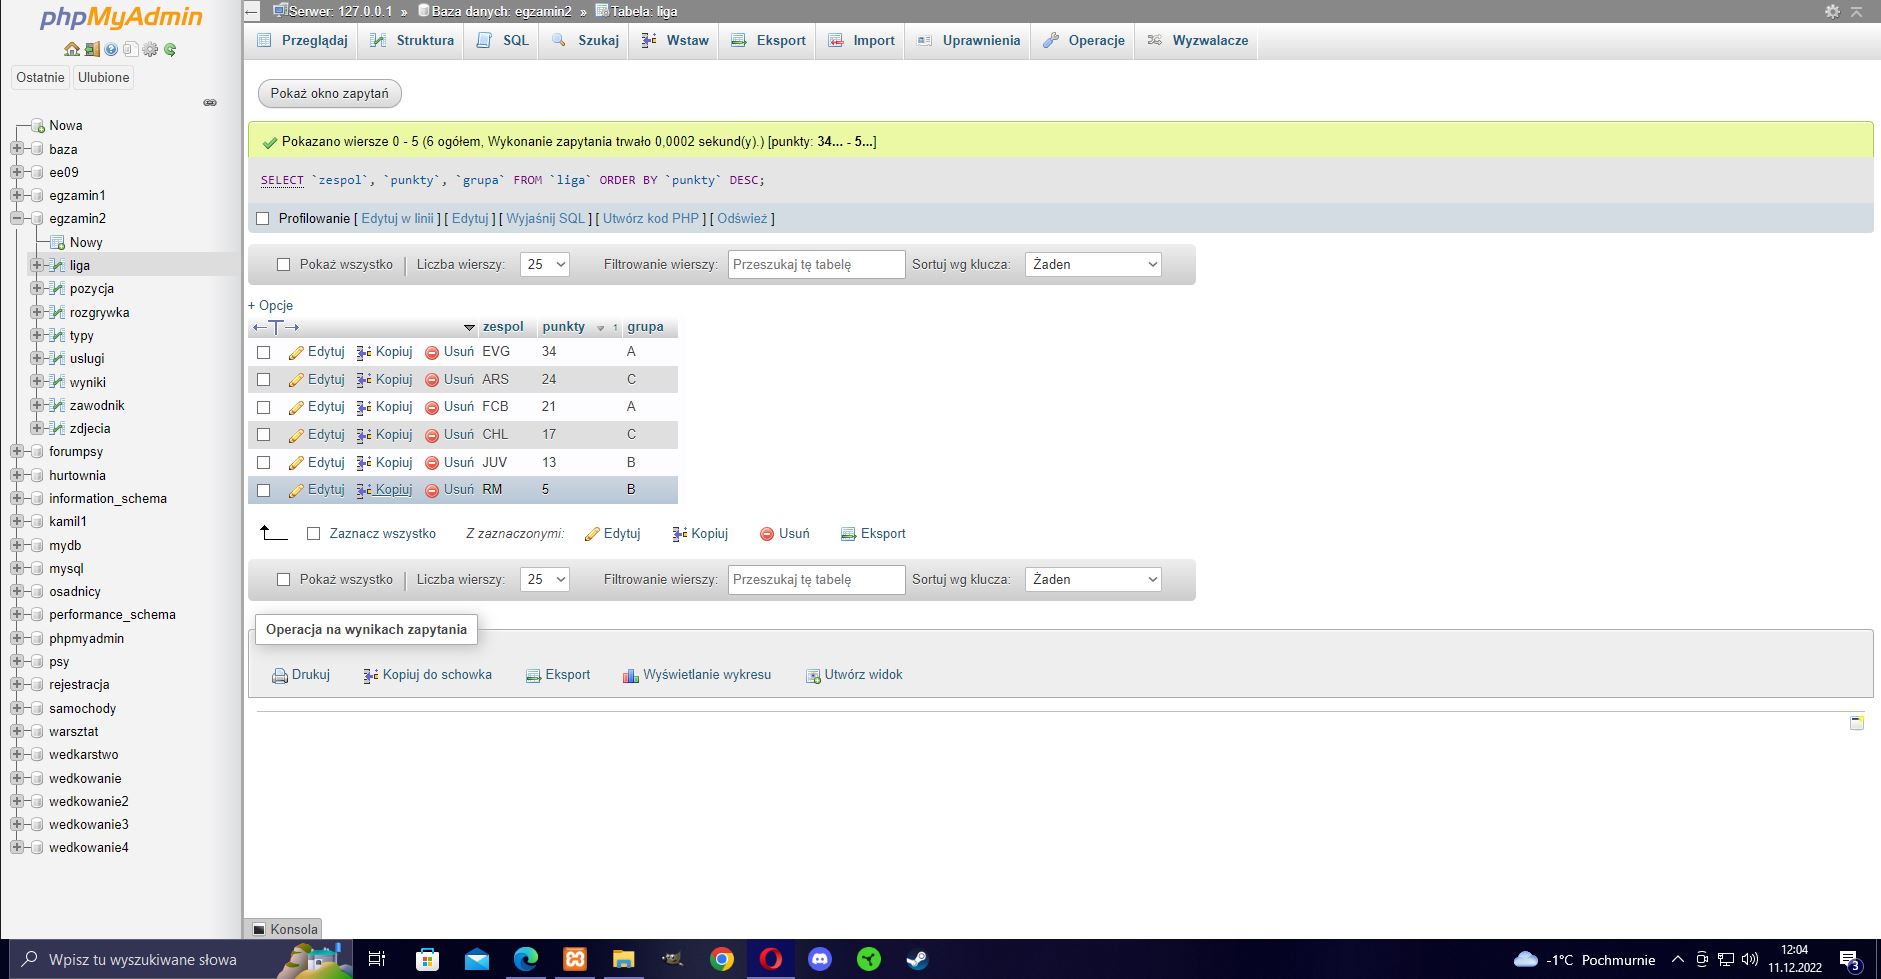 phpMyAdmin
Ostatnie Ulubione
Nowa
baza
ee09
egzamin1
egzamin2
Nowy
liga
pozycja
rozgrywka
typy
uslugi
wyniki
zawodnik
zdjecia
forumpsy
hurtownia
information_schema
kamil1
mydb
mysql
osadnicy
performance_schema
phpmyadmin
psy
rejestracja
samochody
warsztat
wedkarstwo
wedkowanie
wedkowanie2
wedkowanie3
wedkowanie4
Serwer: 127.0.0.1 » Baza danych: egzamin2 » Tabela: liga
Przeglądaj Struktura SQL Szukaj Wstaw Eksport Import Uprawnienia Operacje Wyzwalacze
Pokaż okno zapytań
Pokazano wiersze 0 - 5 (6 ogółem, Wykonanie zapytania trwało 0,0002 sekund(y).) [punkty: 34... - 5...]
SELECT `zespol`, `punkty`, `grupa` FROM `liga` ORDER BY `punkty` DESC;
Profilowanie [ Edytuj w linii ] [ Edytuj ] [ Wyjaśnij SQL ] [ Utwórz kod PHP ] [ Odśwież ]
Pokaż wszystko | Liczba wierszy: 25 Filtrowanie wierszy: Przeszukaj tę tabelę Sortuj wg klucza: Żaden
+ Opcje
←T→ zespol punkty 1 grupa
Edytuj Kopiuj Usuń EVG 34 A
Edytuj Kopiuj Usuń ARS 24 C
Edytuj Kopiuj Usuń FCB 21 A
Edytuj Kopiuj Usuń CHL 17 C
Edytuj Kopiuj Usuń JUV 13 B
Edytuj Kopiuj Usuń RM 5 B
Zaznacz wszystko Z zaznaczonymi: Edytuj Kopiuj Usuń Eksport
Pokaż wszystko | Liczba wierszy: 25 Filtrowanie wierszy: Przeszukaj tę tabelę Sortuj wg klucza: Żaden
Operacja na wynikach zapytania
Drukuj Kopiuj do schowka Eksport Wyświetlanie wykresu Utwórz widok
Konsola
Wpisz tu wyszukiwane słowa
-1°C Pochmurnie
12:04
11.12.2022
3